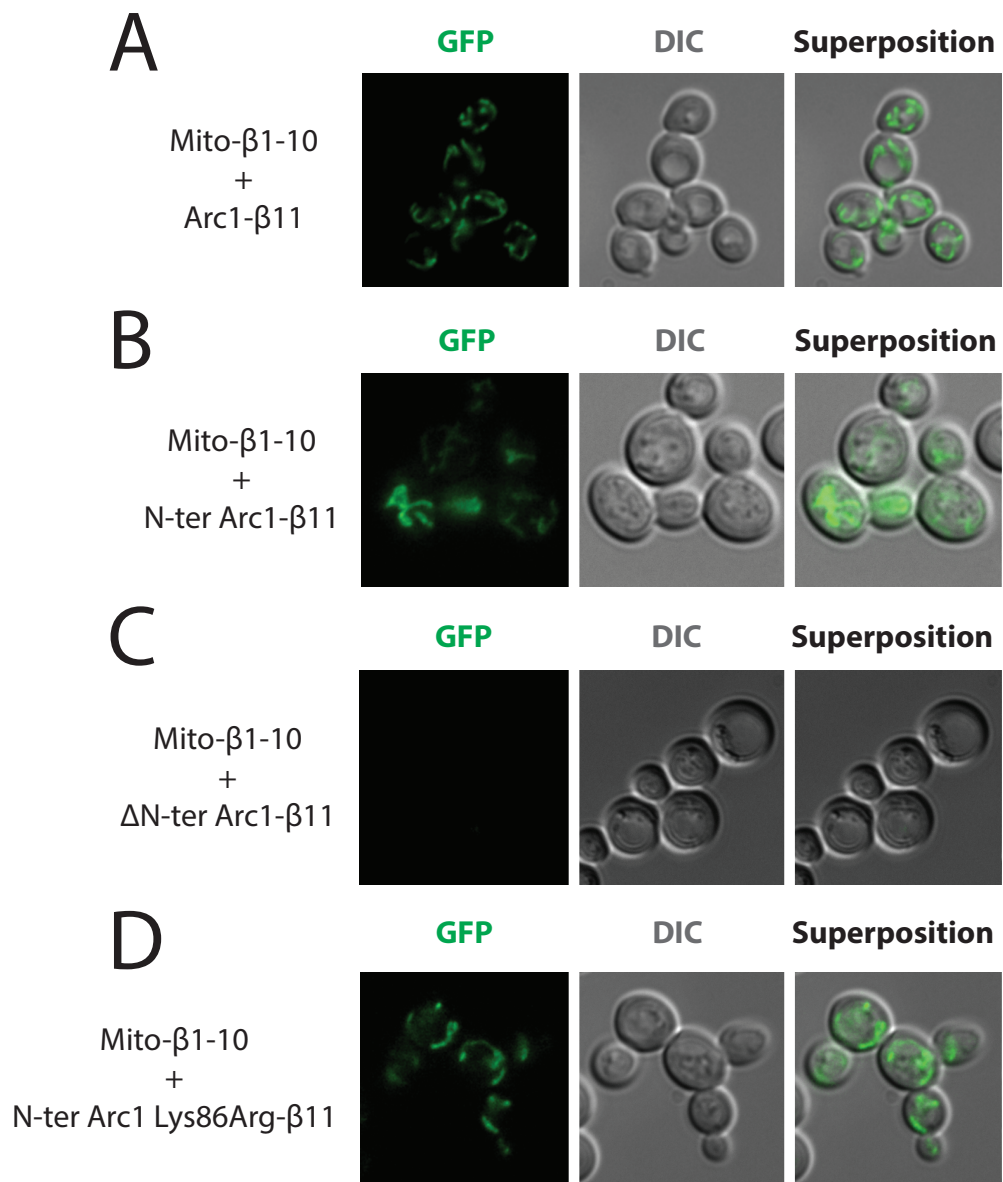 A
GFP DIC Superposition
Mito-β1-10
+
Arc1-β11
B
GFP DIC Superposition
Mito-β1-10
+
N-ter Arc1-β11
C
GFP DIC Superposition
Mito-β1-10
+
ΔN-ter Arc1-β11
D
GFP DIC Superposition
Mito-β1-10
+
N-ter Arc1 Lys86Arg-β11